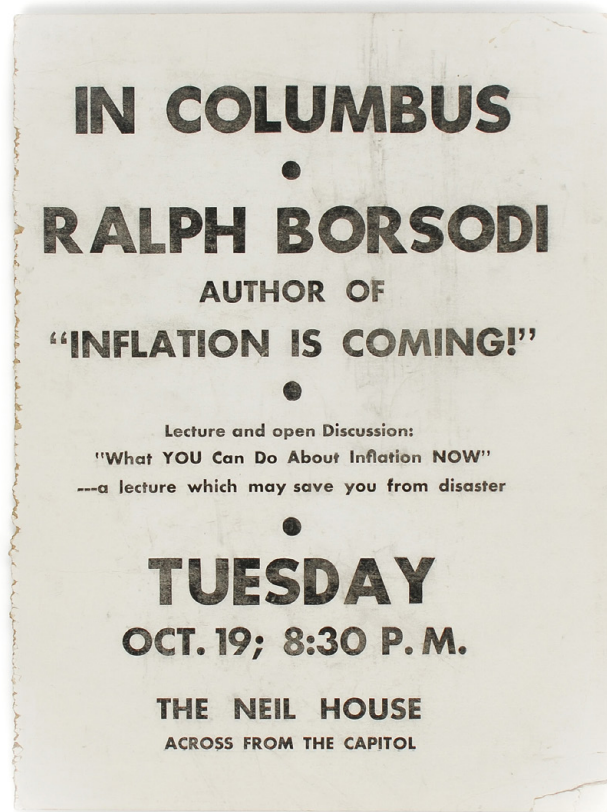 IN COLUMBUS
RALPH BORSODI
AUTHOR OF
“INFLATION IS COMING!”
Lecture and open Discussion:
"What YOU Can Do About Inflation NOW"
---a lecture which may save you from disaster
TUESDAY
OCT. 19; 8:30 P. M.
THE NEIL HOUSE
ACROSS FROM THE CAPITOL